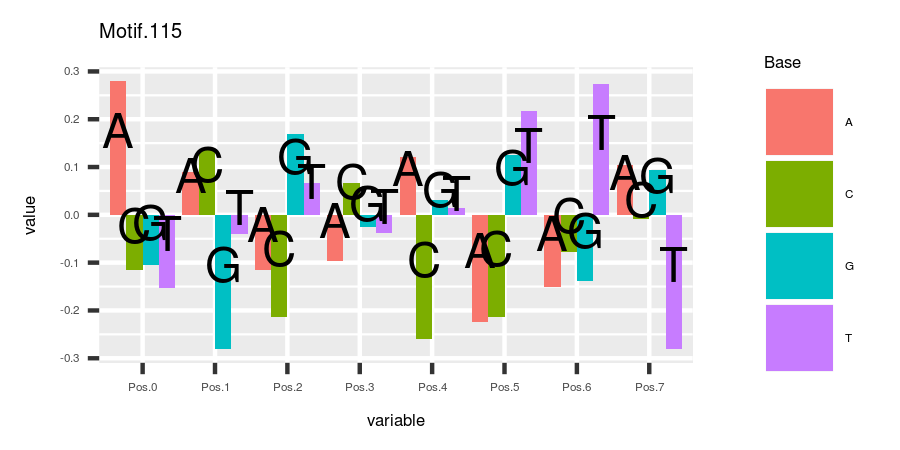 Motif.115
value
0.3
0.2
0.1
0.0
-0.1
-0.2
-0.3
A C G T A C G T A C G T A C G T A C G T A C G T A C G T A C G T
Pos.0 Pos.1 Pos.2 Pos.3 Pos.4 Pos.5 Pos.6 Pos.7
variable
Base
A
C
G
T